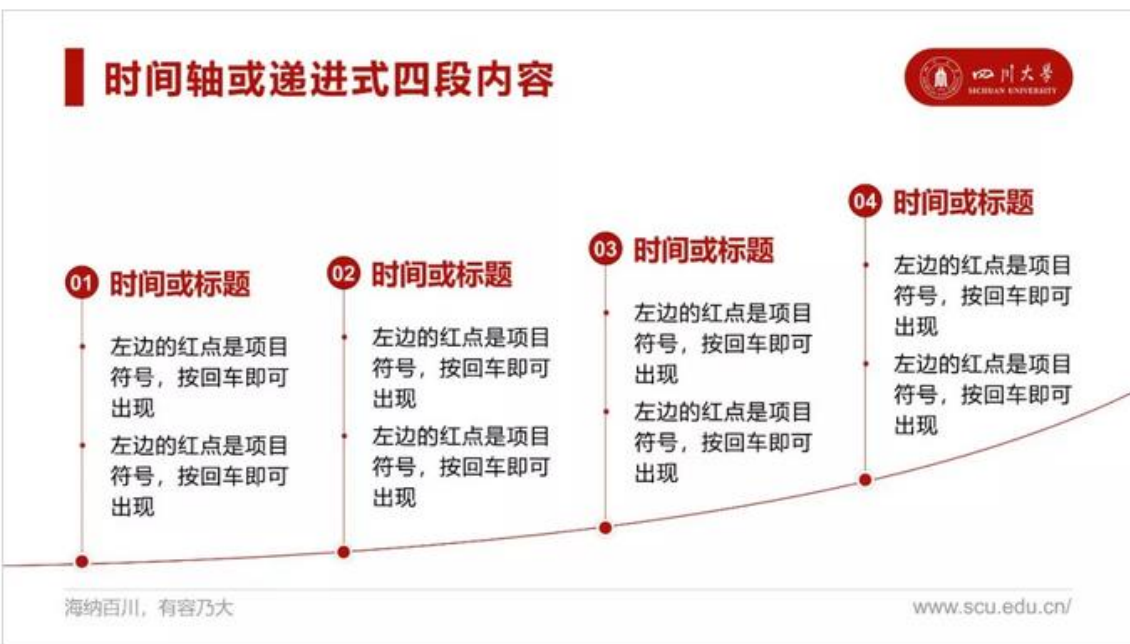 时间轴或递进式四段内容
四川大学
SICHUAN UNIVERSITY
01
时间或标题
左边的红点是项目
符号，按回车即可
出现
左边的红点是项目
符号，按回车即可
出现
02
时间或标题
左边的红点是项目
符号，按回车即可
出现
左边的红点是项目
符号，按回车即可
出现
03
时间或标题
左边的红点是项目
符号，按回车即可
出现
左边的红点是项目
符号，按回车即可
出现
04
时间或标题
左边的红点是项目
符号，按回车即可
出现
左边的红点是项目
符号，按回车即可
出现
海纳百川，有容乃大
www.scu.edu.cn/